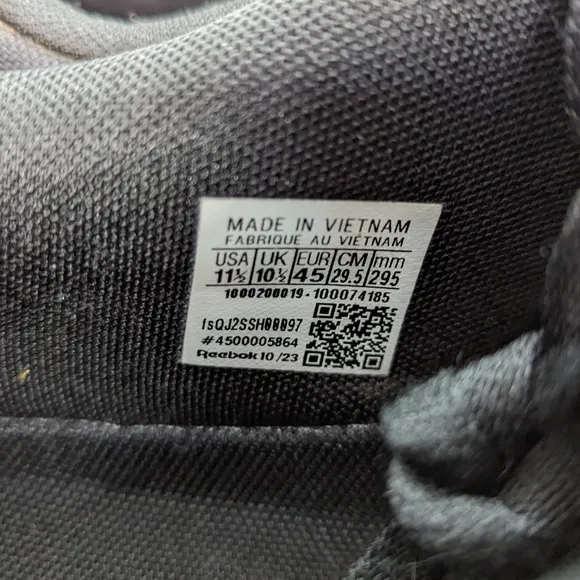 MADE IN VIETNAM
FABRIQUE AU VIETNAM
USA UK EUR CM mm
11½ 10½ 45 29.5 295
1000200019-100074185
#4500005864
Reebok 10/23